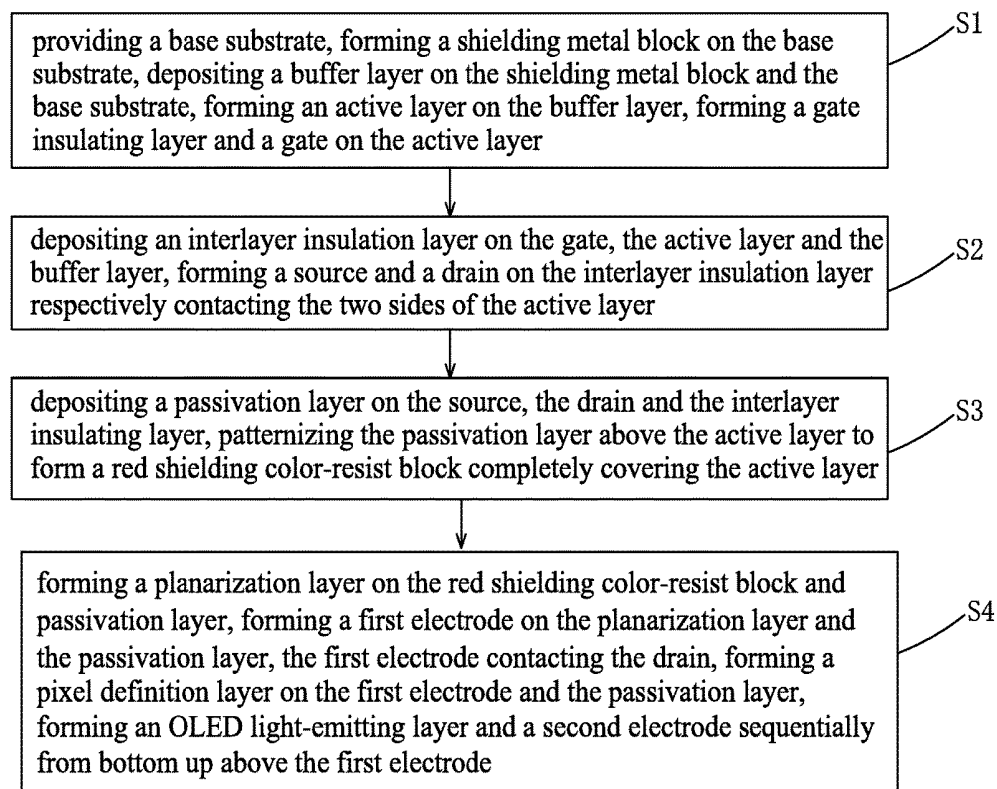 providing a base substrate, forming a shielding metal block on the base
substrate, depositing a buffer layer on the shielding metal block and the
base substrate, forming an active layer on the buffer layer, forming a gate
insulating layer and a gate on the active layer
S1
depositing an interlayer insulation layer on the gate, the active layer and the
buffer layer, forming a source and a drain on the interlayer insulation layer
respectively contacting the two sides of the active layer
S2
depositing a passivation layer on the source, the drain and the interlayer
insulating layer, patternizing the passivation layer above the active layer to
form a red shielding color-resist block completely covering the active layer
S3
forming a planarization layer on the red shielding color-resist block and
passivation layer, forming a first electrode on the planarization layer and
the passivation layer, the first electrode contacting the drain, forming a
pixel definition layer on the first electrode and the passivation layer,
forming an OLED light-emitting layer and a second electrode sequentially
from bottom up above the first electrode
S4